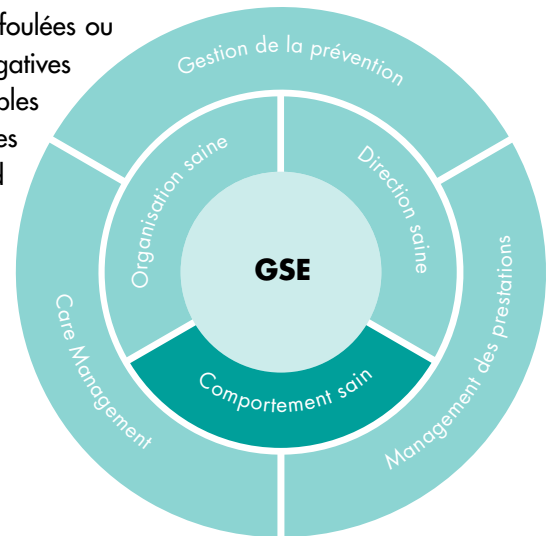 foulées ou
gatives
bles
es
d
Gestion de la prévention
Organisation saine
Direction saine
GSE
Comportement sain
Care Management
Management des prestations